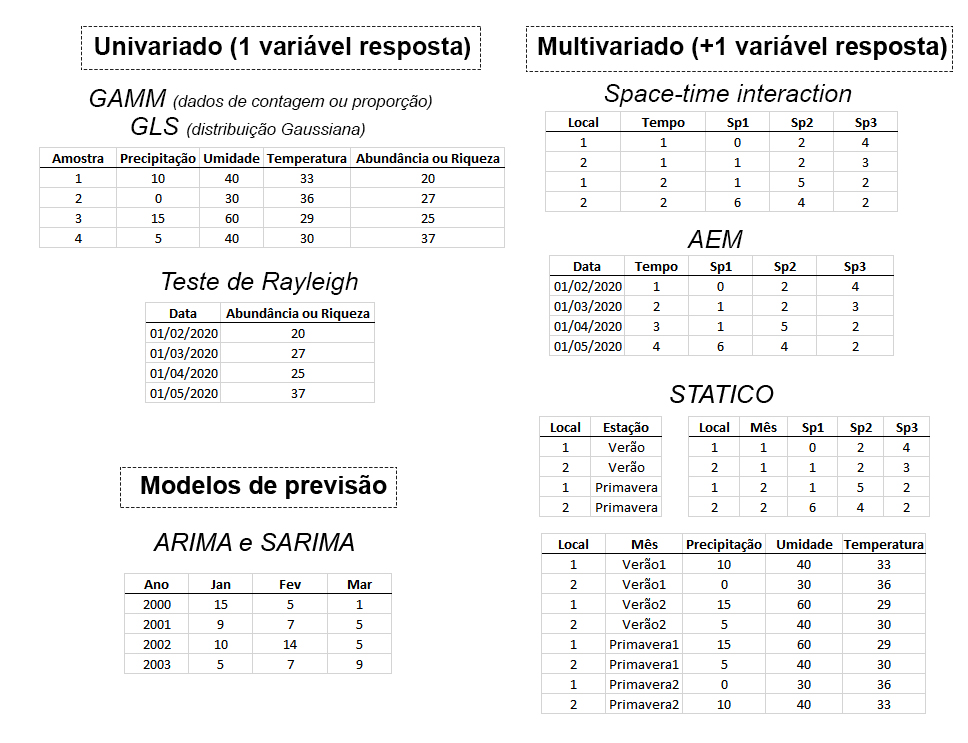 Univariado (1 variável resposta)
GAMM (dados de contagem ou proporção)
GLS (distribuição Gaussiana)
Amostra Precipitação Umidade Temperatura Abundância ou Riqueza
1 10 40 33 20
2 0 30 36 27
3 15 60 29 25
4 5 40 30 37
Teste de Rayleigh
Data Abundância ou Riqueza
01/02/2020 20
01/03/2020 27
01/04/2020 25
01/05/2020 37
Modelos de previsão
ARIMA e SARIMA
Ano Jan Fev Mar
2000 15 5 1
2001 9 7 5
2002 10 14 5
2003 5 7 9
Multivariado (+1 variável resposta)
Space-time interaction
Local Tempo Sp1 Sp2 Sp3
1 1 0 2 4
2 1 1 2 3
1 2 1 5 2
2 2 6 4 2
AEM
Data Tempo Sp1 Sp2 Sp3
01/02/2020 1 0 2 4
01/03/2020 2 1 2 3
01/04/2020 3 1 5 2
01/05/2020 4 6 4 2
STATICO
Local Estação
1 Verão
2 Verão
1 Primavera
2 Primavera
Local Mês Sp1 Sp2 Sp3
1 1 0 2 4
2 1 1 2 3
1 2 1 5 2
2 2 6 4 2
Local Mês Precipitação Umidade Temperatura
1 Verão1 10 40 33
2 Verão1 0 30 36
1 Verão2 15 60 29
2 Verão2 5 40 30
1 Primavera1 15 60 29
2 Primavera1 5 40 30
1 Primavera2 0 30 36
2 Primavera2 10 40 33